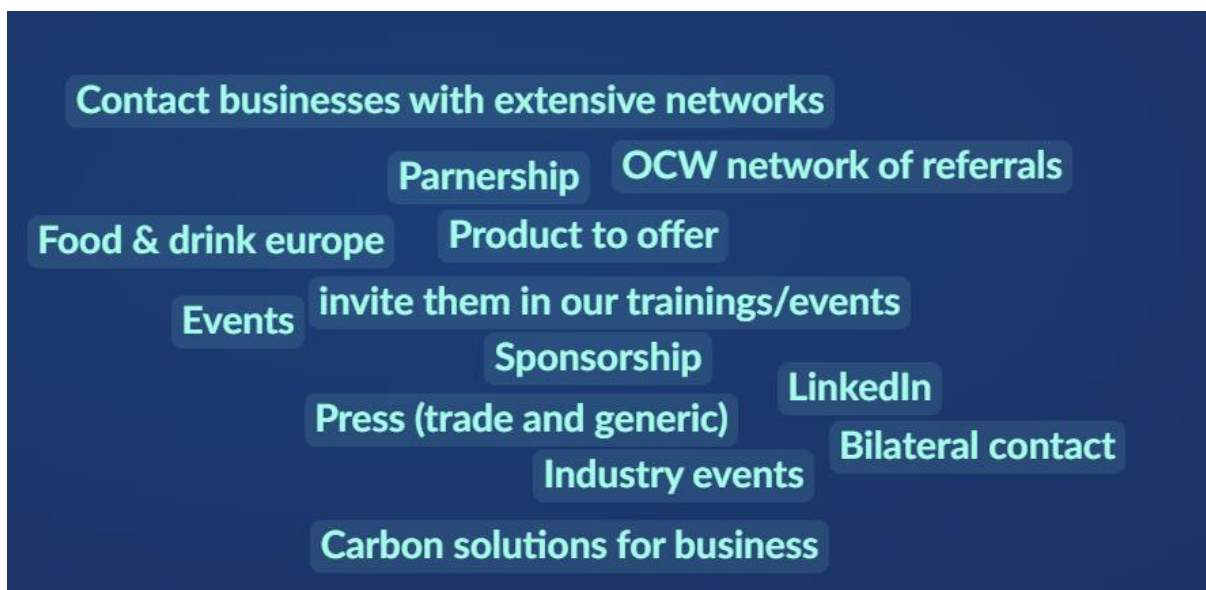 Contact businesses with extensive networks
Parnership
OCW network of referrals
Food & drink europe
Product to offer
Events
invite them in our trainings/events
Sponsorship
LinkedIn
Press (trade and generic)
Bilateral contact
Industry events
Carbon solutions for business